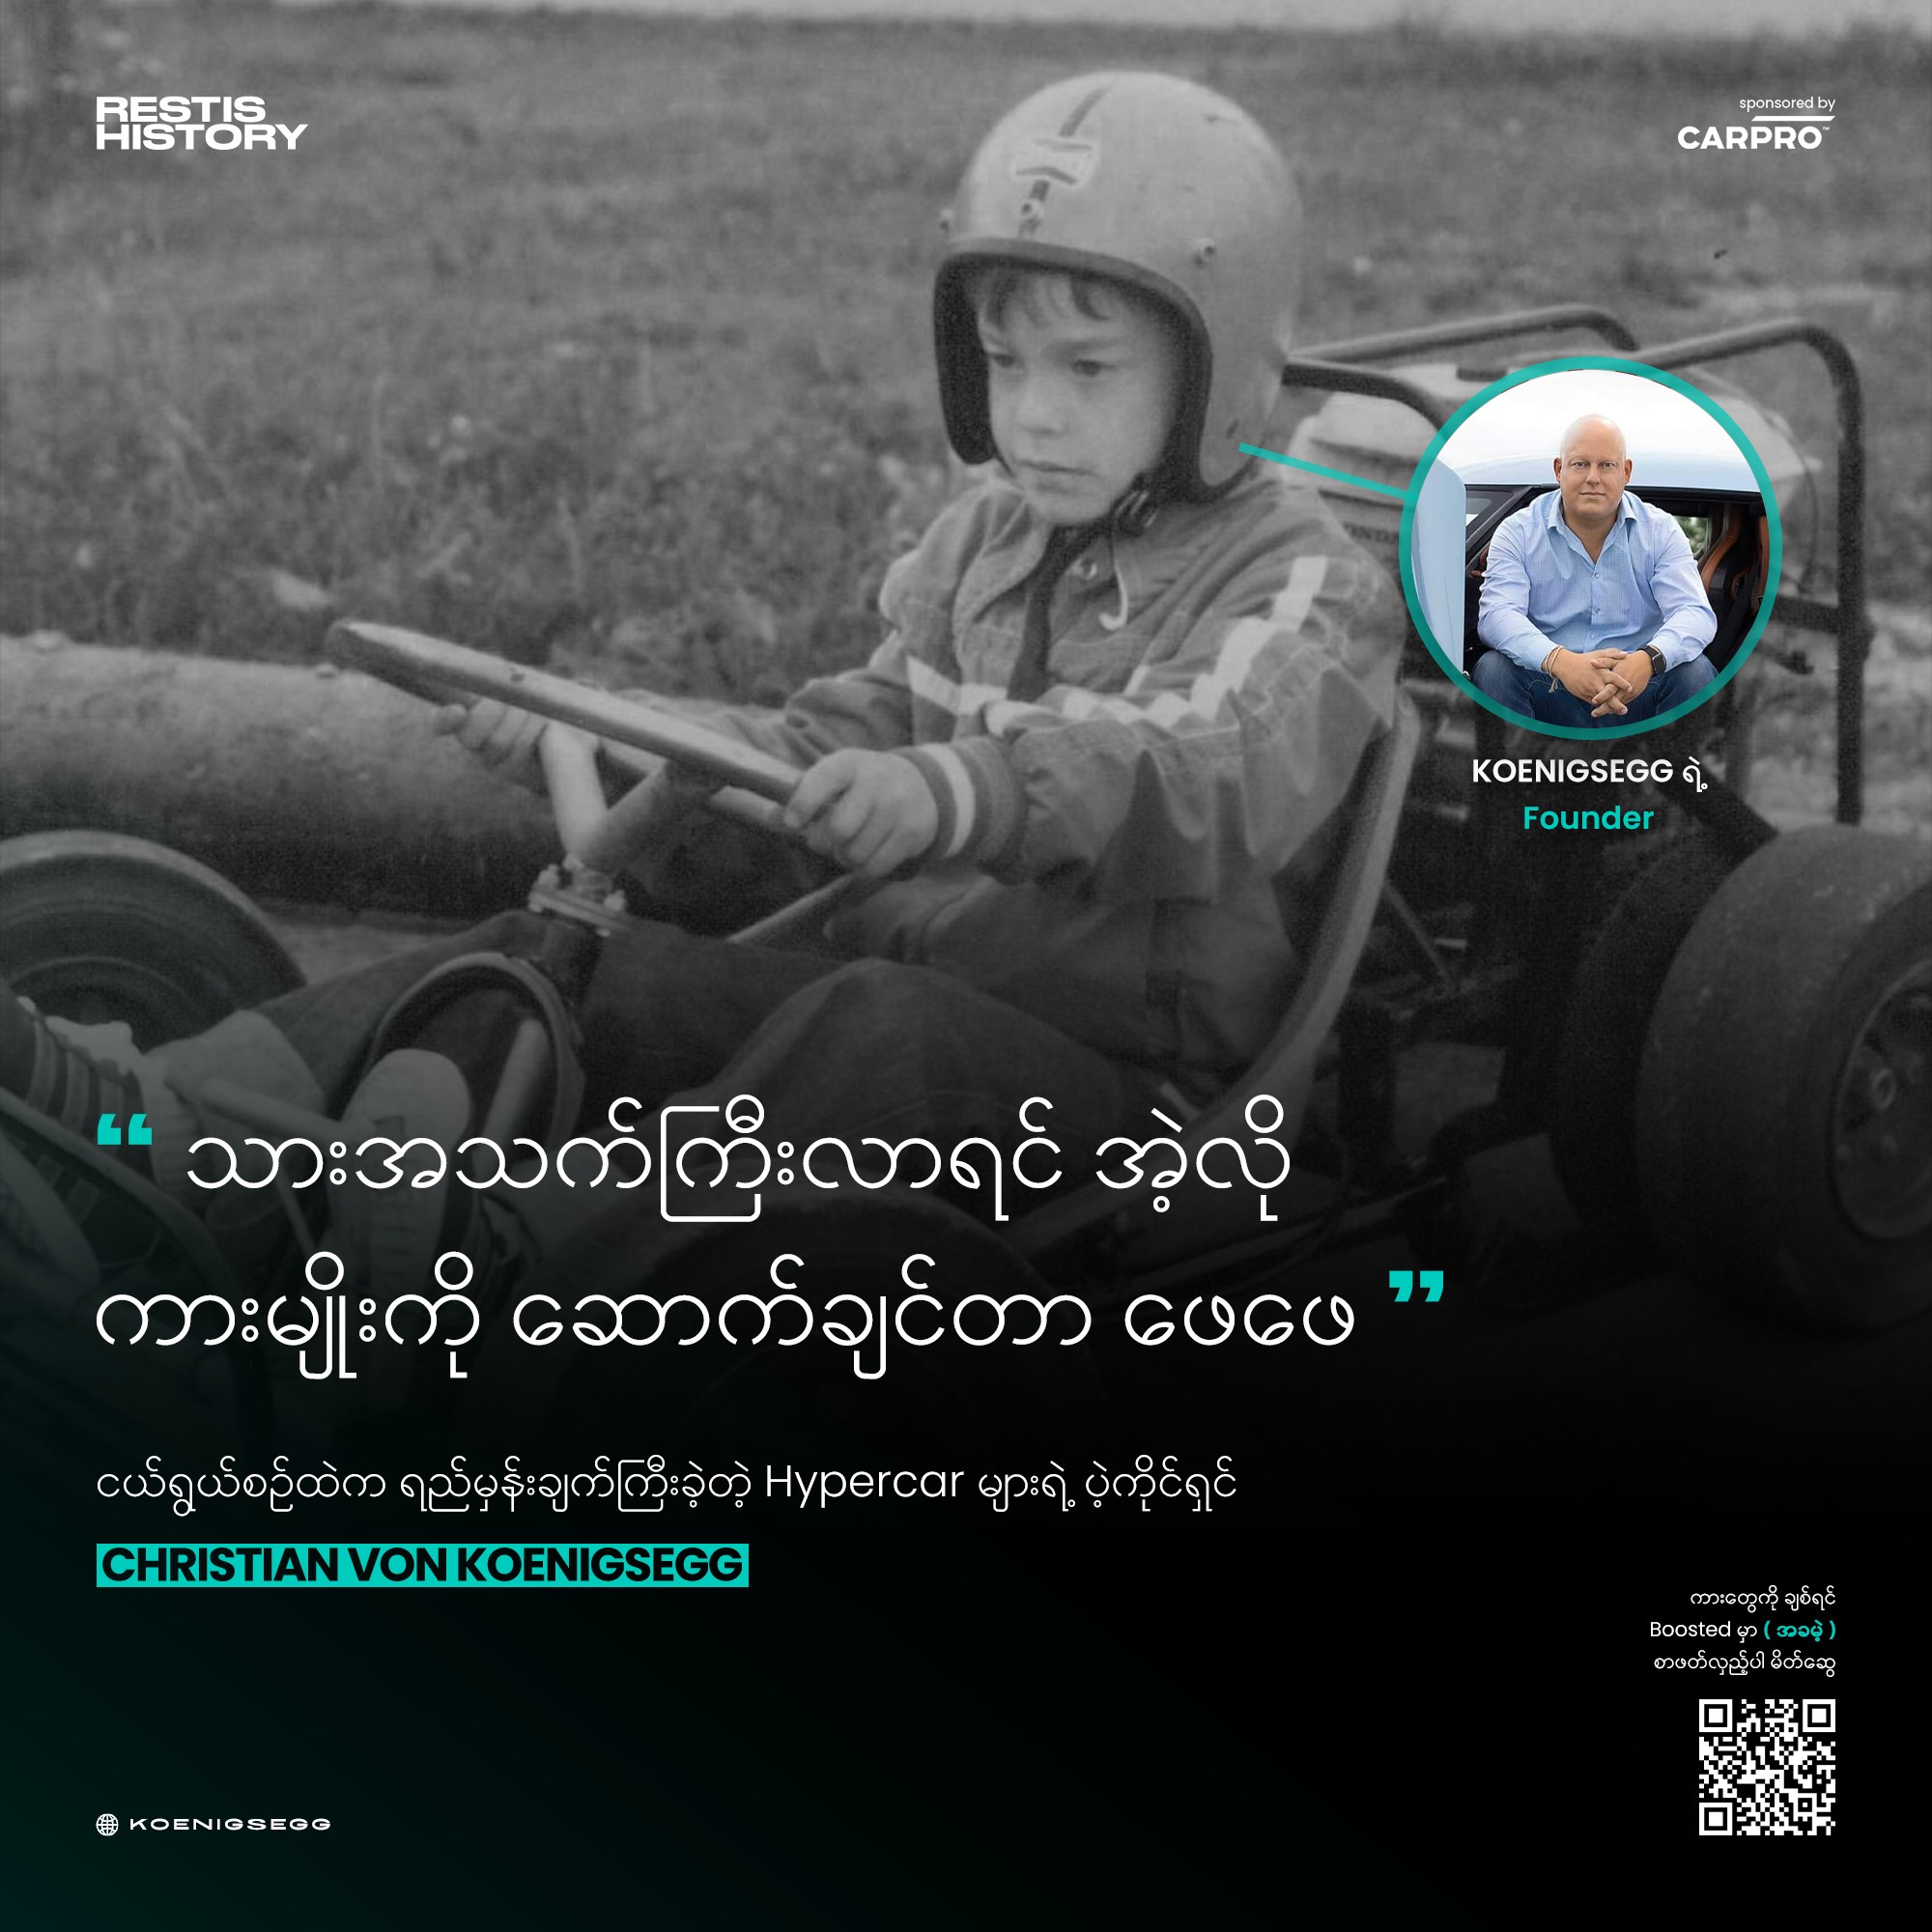 RESTIS
HISTORY
sponsored by
CARPRO™
KOENIGSEGG ရဲ့
Founder
“ သားအသက်ကြီးလာရင် အဲ့လို
ကားမျိုးကို ဆောက်ချင်တာ ဖေဖေ ”
ငယ်ရွယ်စဉ်ထဲက ရည်မှန်းချက်ကြီးခဲ့တဲ့ Hypercar များရဲ့ ပဲ့ကိုင်ရှင်
CHRISTIAN VON KOENIGSEGG
ကားတွေကို ချစ်ရင်
Boosted မှာ ( အခမဲ့ )
စာဖတ်လှည့်ပါ မိတ်ဆွေ
KOENIGSEGG